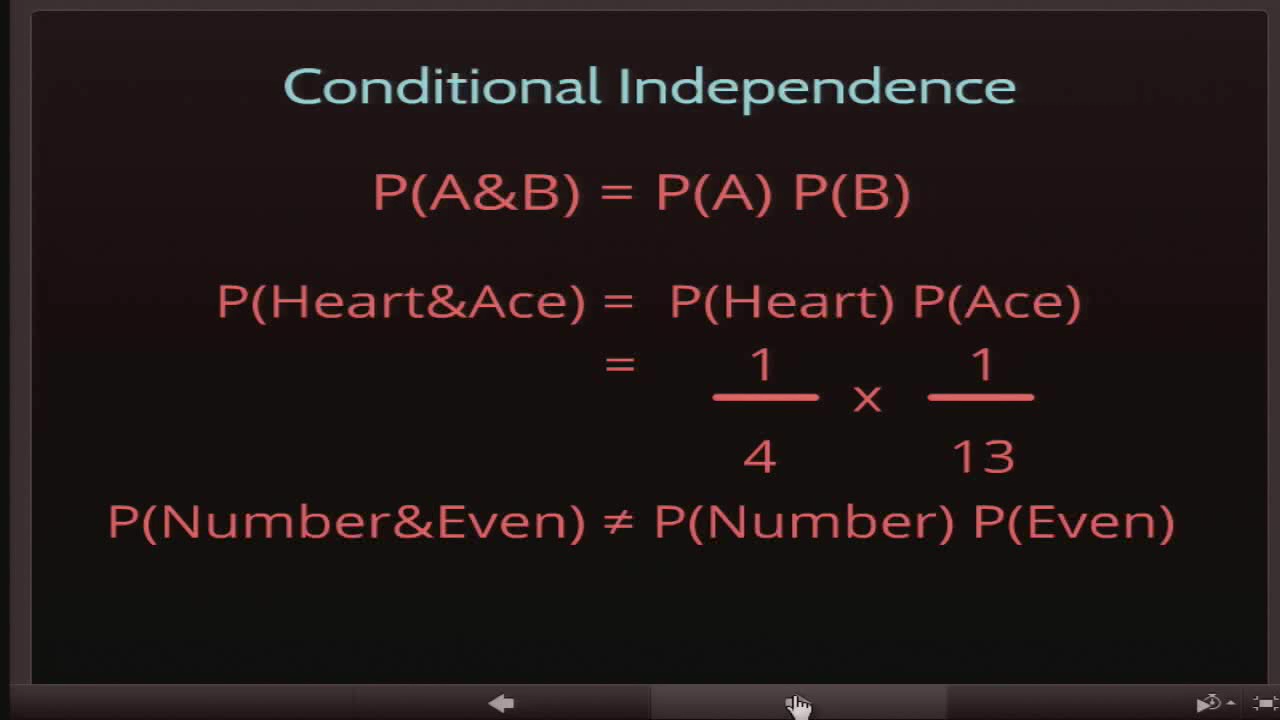 Conditional Independence
P(A&B) = P(A) P(B)
P(Heart&Ace) = P(Heart) P(Ace)
= 1/4 x 1/13
P(Number&Even) ≠ P(Number) P(Even)